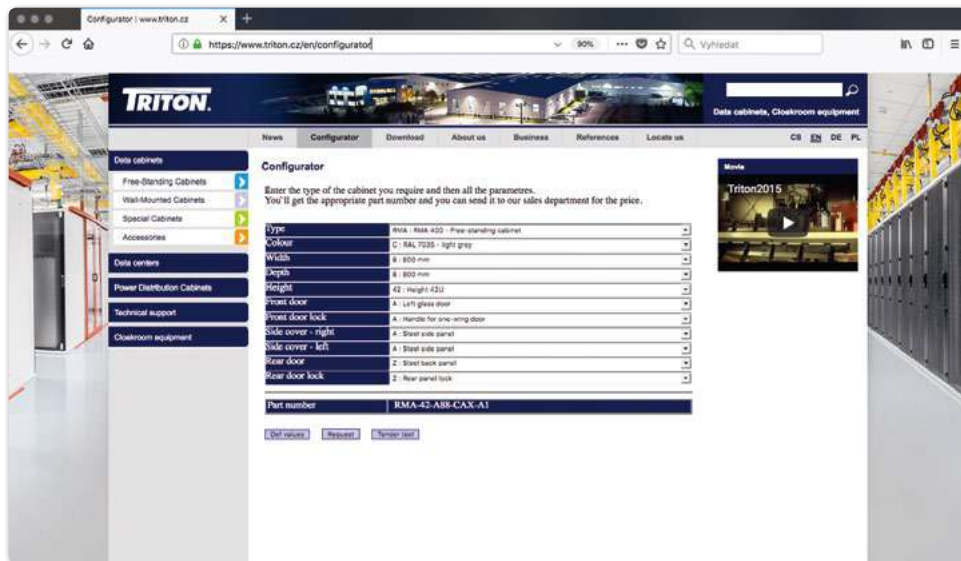 Configurator | www.triton.cz
https://www.triton.cz/en/configurator
90%
Vyhledat
TRITON.
Data cabinets, Cloakroom equipment
News Configurator Download About us Business References Locate us CS EN DE PL
Data cabinets
Free-Standing Cabinets
Wall-Mounted Cabinets
Special Cabinets
Accessories
Data centers
Power Distribution Cabinets
Technical support
Cloakroom equipment
Configurator
Enter the type of the cabinet you require and then all the parametres.
You'll get the appropriate part number and you can send it to our sales department for the price.
Type RMA : RMA 400 - Free-standing cabinet
Colour C : RAL 7035 - light grey
Width 8 : 800 mm
Depth 8 : 800 mm
Height 42 : Height 42U
Front door A : Left glass door
Front door lock A : Handle for one-wing door
Side cover - right A : Steel side panel
Side cover - left A : Steel side panel
Rear door Z : Steel back panel
Rear door lock Z : Rear panel lock
Part number RMA-42-A88-CAX-A1
Def values Request Tender text
Movie
Triton2015